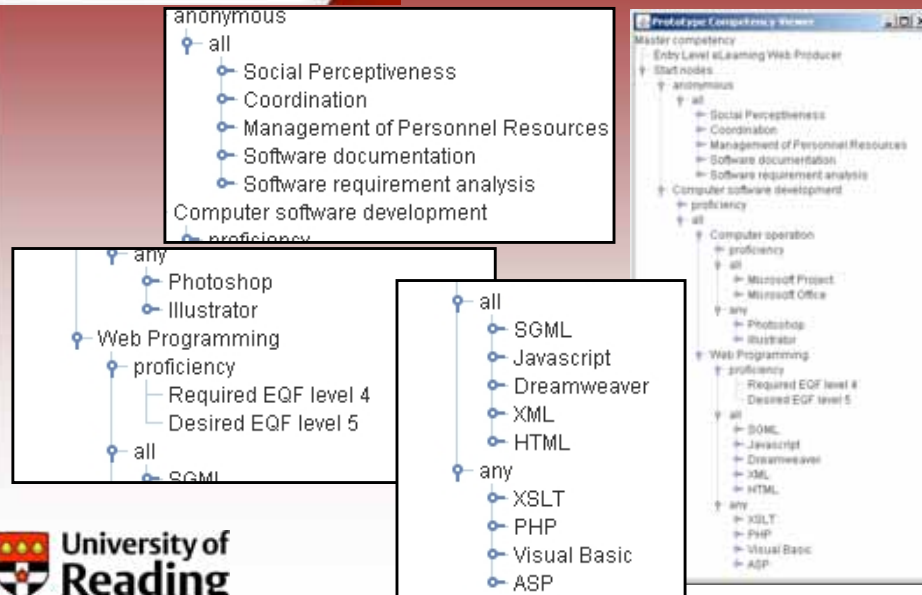 anonymous
all
Social Perceptiveness
Coordination
Management of Personnel Resources
Software documentation
Software requirement analysis
Computer software development
proficiency
any
Photoshop
Illustrator
Web Programming
proficiency
Required EQF level 4
Desired EQF level 5
all
SGML
all
SGML
Javascript
Dreamweaver
XML
HTML
any
XSLT
PHP
Visual Basic
ASP
Prototype Competency Viewer
Master competency
Entry Level eLearning Web Producer
Start nodes
anonymous
all
Social Perceptiveness
Coordination
Management of Personnel Resources
Software documentation
Software requirement analysis
Computer software development
proficiency
all
Computer operation
proficiency
all
Microsoft Project
Microsoft Office
any
Photoshop
Illustrator
Web Programming
proficiency
Required EQF level 4
Desired EQF level 5
all
SGML
Javascript
Dreamweaver
XML
HTML
any
XSLT
PHP
Visual Basic
ASP
University of
Reading